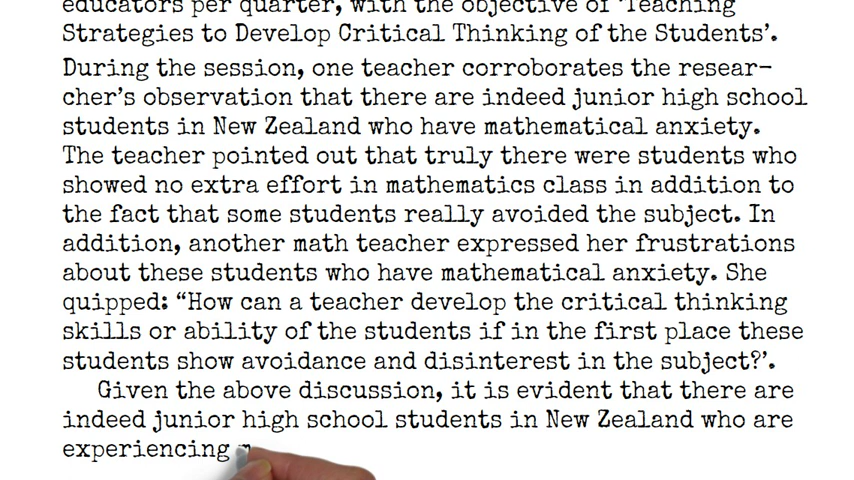 educators per quarter, with the objective of 'Teaching
Strategies to Develop Critical Thinking of the Students'.
During the session, one teacher corroborates the resear-
cher's observation that there are indeed junior high school
students in New Zealand who have mathematical anxiety.
The teacher pointed out that truly there were students who
showed no extra effort in mathematics class in addition to
the fact that some students really avoided the subject. In
addition, another math teacher expressed her frustrations
about these students who have mathematical anxiety. She
quipped: “How can a teacher develop the critical thinking
skills or ability of the students if in the first place these
students show avoidance and disinterest in the subject?’.
Given the above discussion, it is evident that there are
indeed junior high school students in New Zealand who are
experiencing